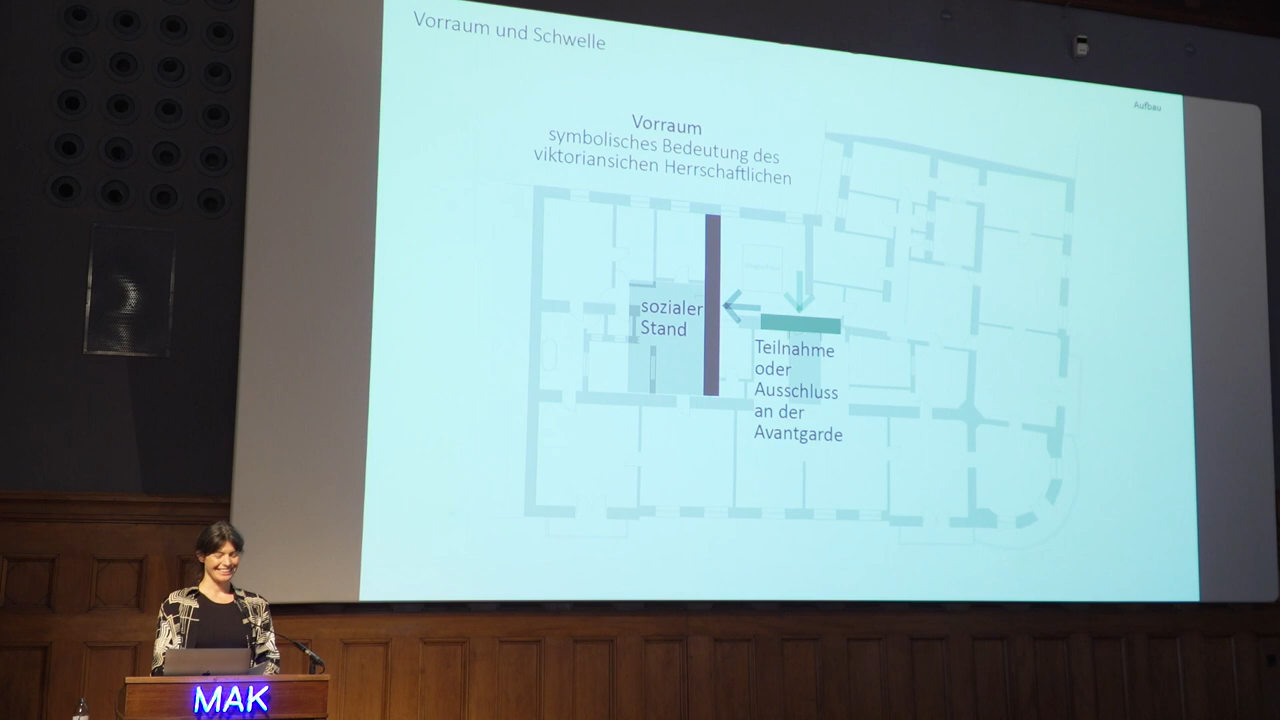 Vorraum und Schwelle
Aufbau
Vorraum
symbolisches Bedeutung des
viktoriansichen Herrschaftlichen
sozialer
Stand
Teilnahme
oder
Ausschluss
an der
Avantgarde
MAK